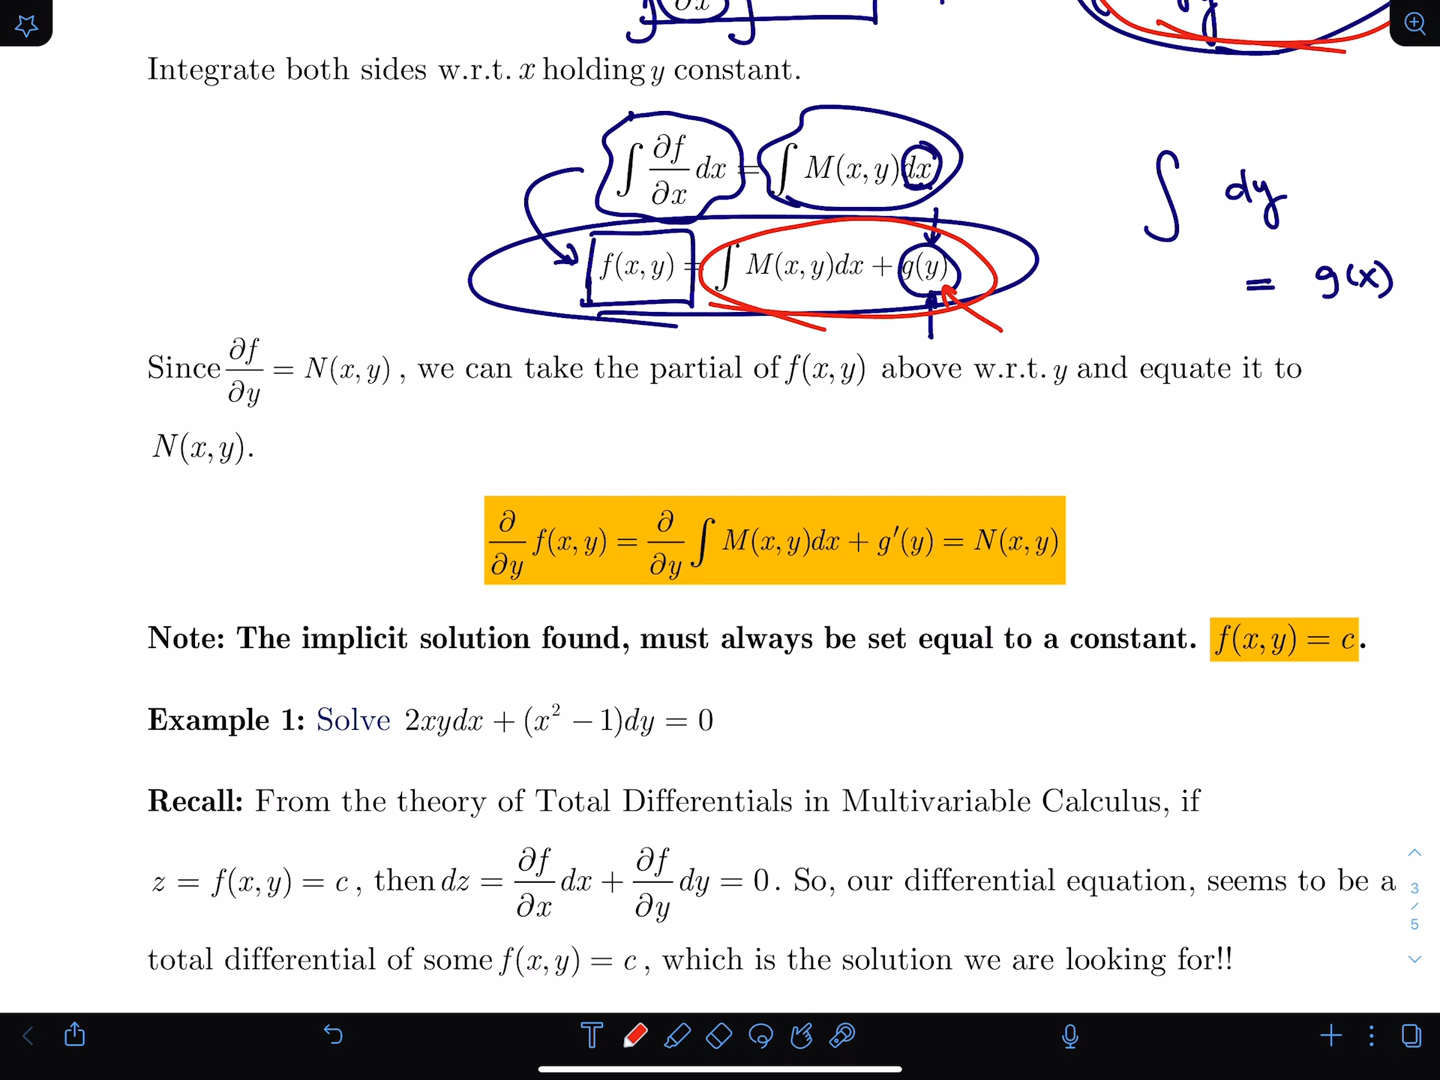 ∂x
y
Integrate both sides w.r.t. x holding y constant.
∫ ∂f/∂x dx = ∫ M(x, y)dx
∫ dy
f(x, y) = ∫ M(x, y)dx + g(y)
= g(x)
Since ∂f/∂y = N(x, y), we can take the partial of f(x, y) above w.r.t. y and equate it to
N(x, y).
∂/∂y f(x, y) = ∂/∂y ∫ M(x, y)dx + g′(y) = N(x, y)
Note: The implicit solution found, must always be set equal to a constant. f(x, y) = c.
Example 1: Solve 2xydx + (x² − 1)dy = 0
Recall: From the theory of Total Differentials in Multivariable Calculus, if
z = f(x, y) = c, then dz = ∂f/∂x dx + ∂f/∂y dy = 0. So, our differential equation, seems to be a
total differential of some f(x, y) = c, which is the solution we are looking for!!
3
/
5
T